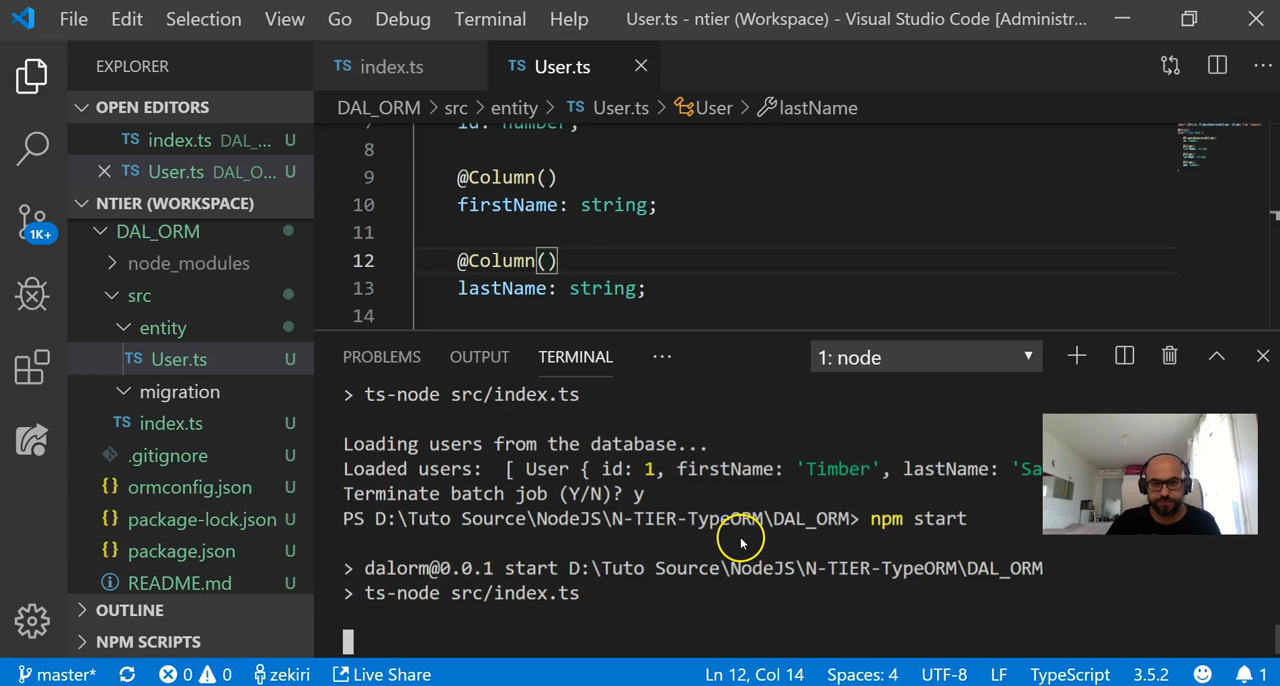 File Edit Selection View Go Debug Terminal Help User.ts - ntier (Workspace) - Visual Studio Code [Administr...
EXPLORER
OPEN EDITORS
TS index.ts DAL_... U
TS User.ts DAL_O... U
NTIER (WORKSPACE)
DAL_ORM
node_modules
src
entity
TS User.ts U
migration
TS index.ts U
.gitignore U
{} ormconfig.json U
{} package-lock.json U
{} package.json U
README.md U
OUTLINE
NPM SCRIPTS
1K+
TS index.ts TS User.ts
DAL_ORM > src > entity > TS User.ts > User > lastName
7 id: number;
8
9 @Column()
10 firstName: string;
11
12 @Column()
13 lastName: string;
14
PROBLEMS OUTPUT TERMINAL ... 1: node
> ts-node src/index.ts
Loading users from the database...
Loaded users: [ User { id: 1, firstName: 'Timber', lastName: 'Sa
Terminate batch job (Y/N)? y
PS D:\Tuto Source\NodeJS\N-TIER-TypeORM\DAL_ORM> npm start
> dalorm@0.0.1 start D:\Tuto Source\NodeJS\N-TIER-TypeORM\DAL_ORM
> ts-node src/index.ts
master* 0 0 zekiri Live Share Ln 12, Col 14 Spaces: 4 UTF-8 LF TypeScript 3.5.2 1